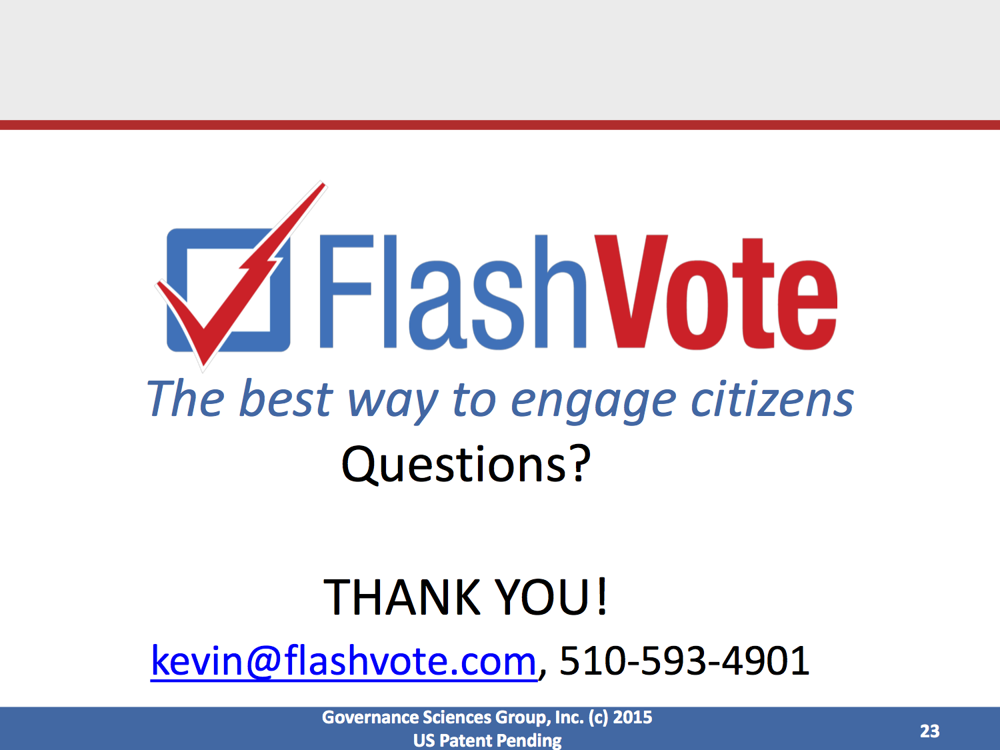 FlashVote
The best way to engage citizens
Questions?
THANK YOU!
kevin@flashvote.com, 510-593-4901
Governance Sciences Group, Inc. (c) 2015
US Patent Pending
23